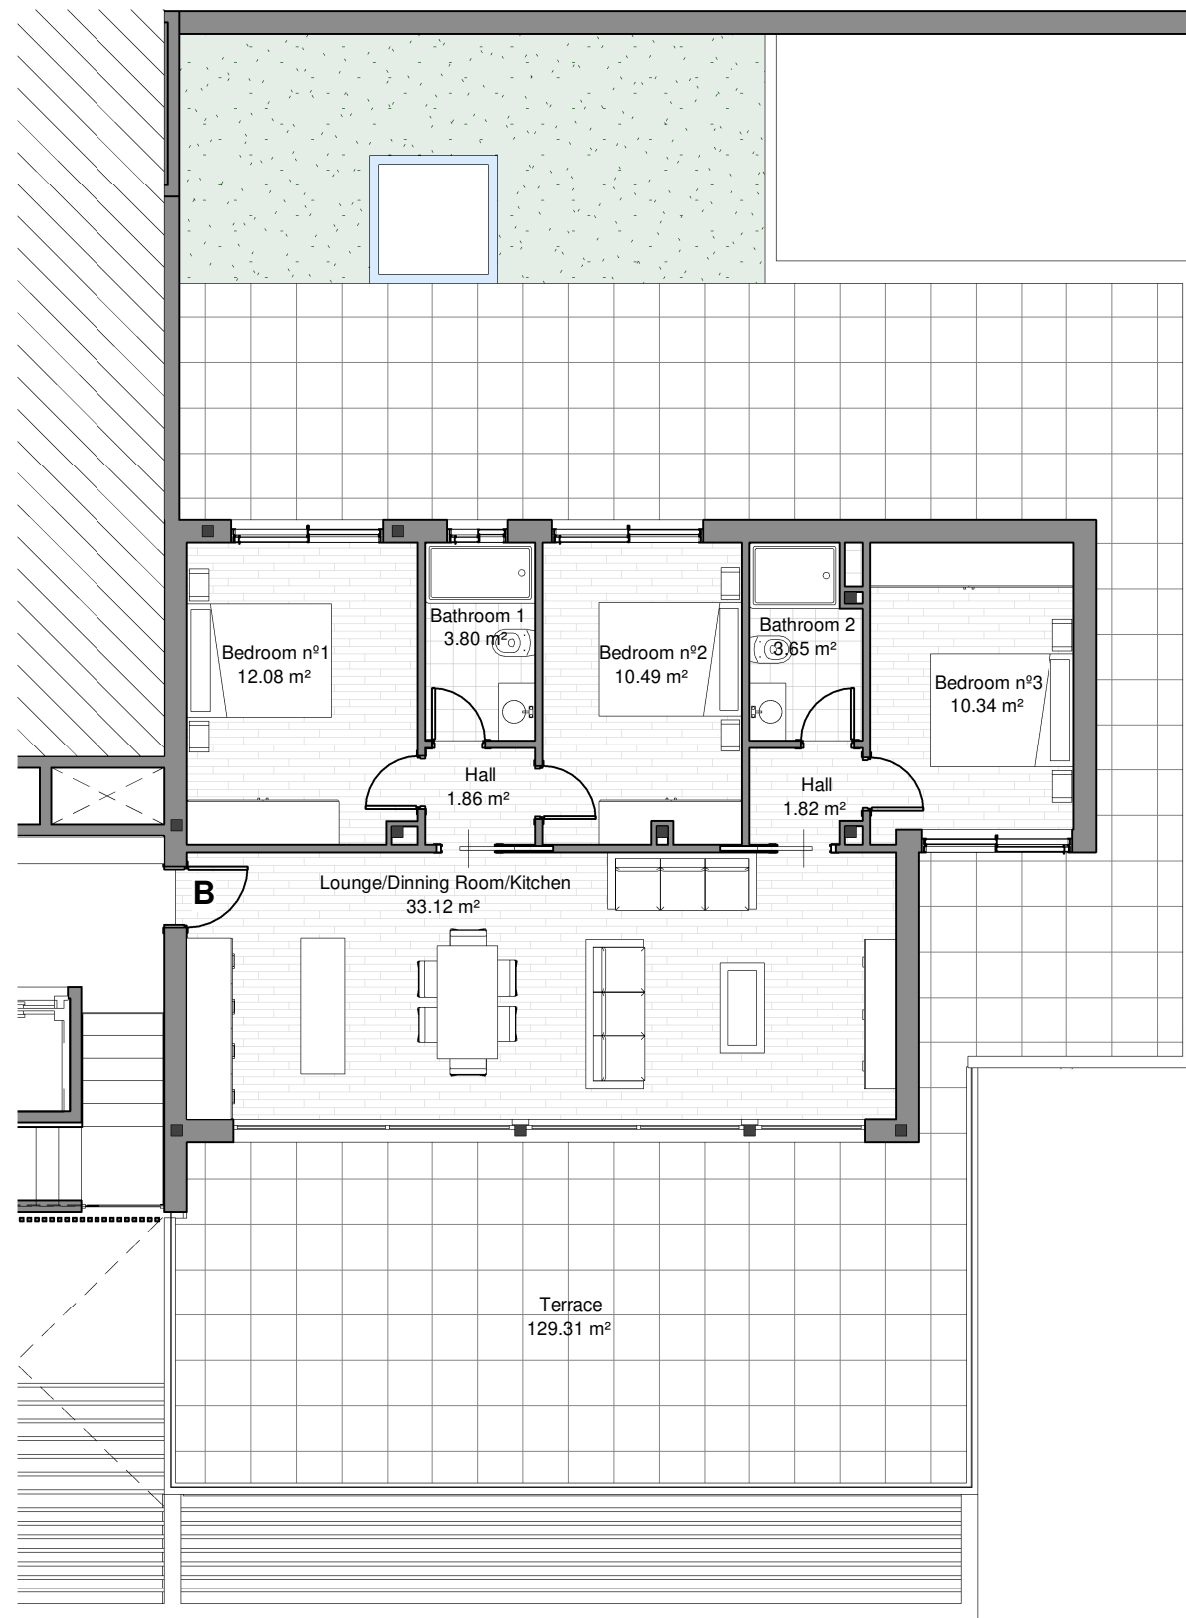 Bathroom 1
3.80 m²
Bathroom 2
3.65 m²
Bedroom nº1
12.08 m²
Bedroom nº2
10.49 m²
Bedroom nº3
10.34 m²
Hall
1.86 m²
Hall
1.82 m²
B
Lounge/Dinning Room/Kitchen
33.12 m²
Terrace
129.31 m²